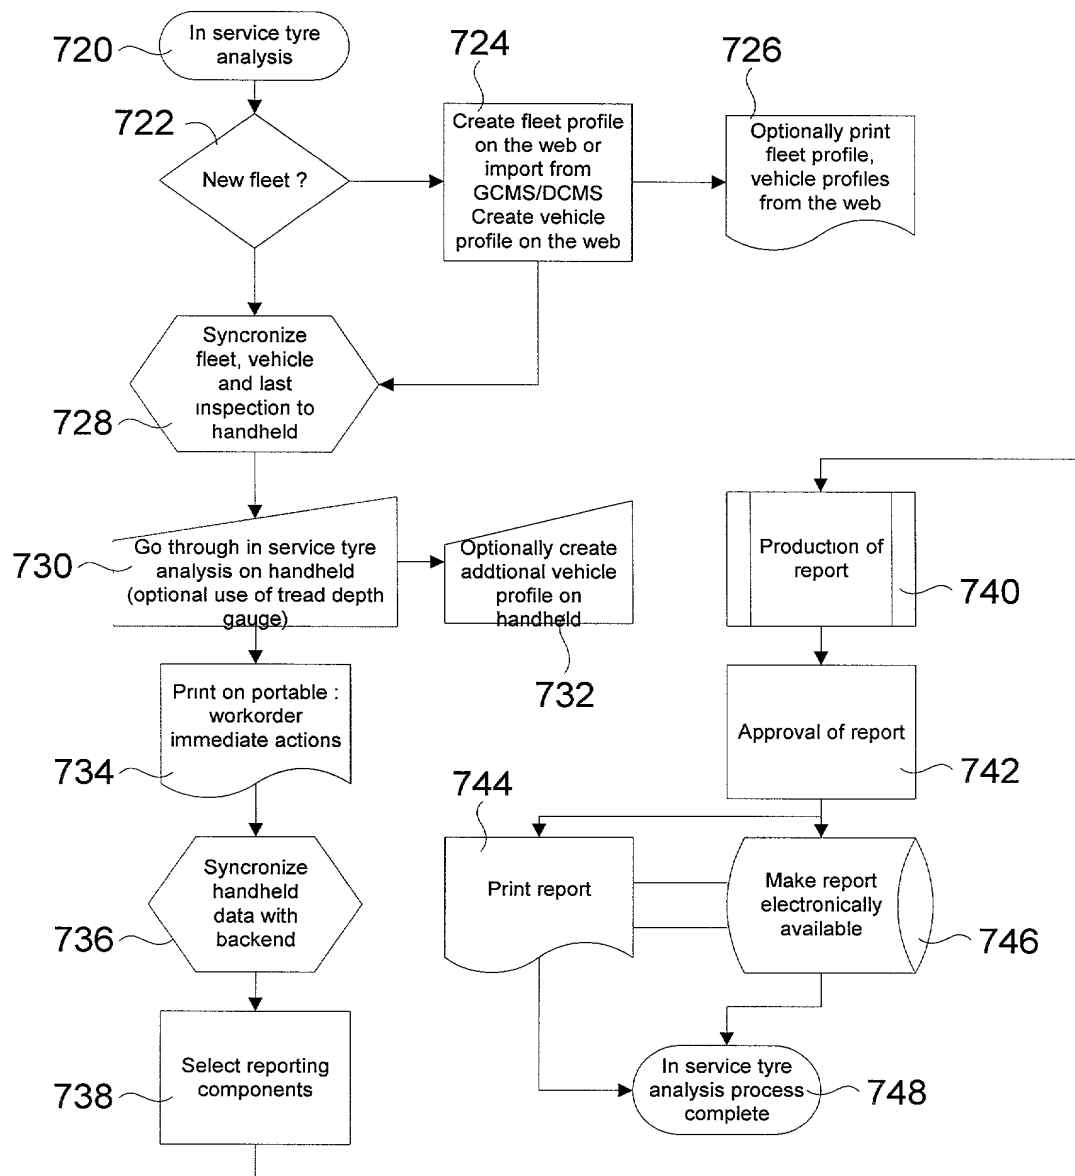 720
In service tyre
analysis
722
New fleet ?
724
Create fleet profile
on the web or
import from
GCMS/DCMS
Create vehicle
profile on the web
726
Optionally print
fleet profile,
vehicle profiles
from the web
728
Syncronize
fleet, vehicle
and last
inspection to
handheld
730
Go through in service tyre
analysis on handheld
(optional use of tread depth
gauge)
Optionally create
addtional vehicle
profile on
handheld
732
734
Print on portable :
workorder
immediate actions
736
Syncronize
handheld
data with
backend
738
Select reporting
components
Production of
report
740
Approval of report
742
744
Print report
Make report
electronically
available
746
In service tyre
analysis process
complete
748